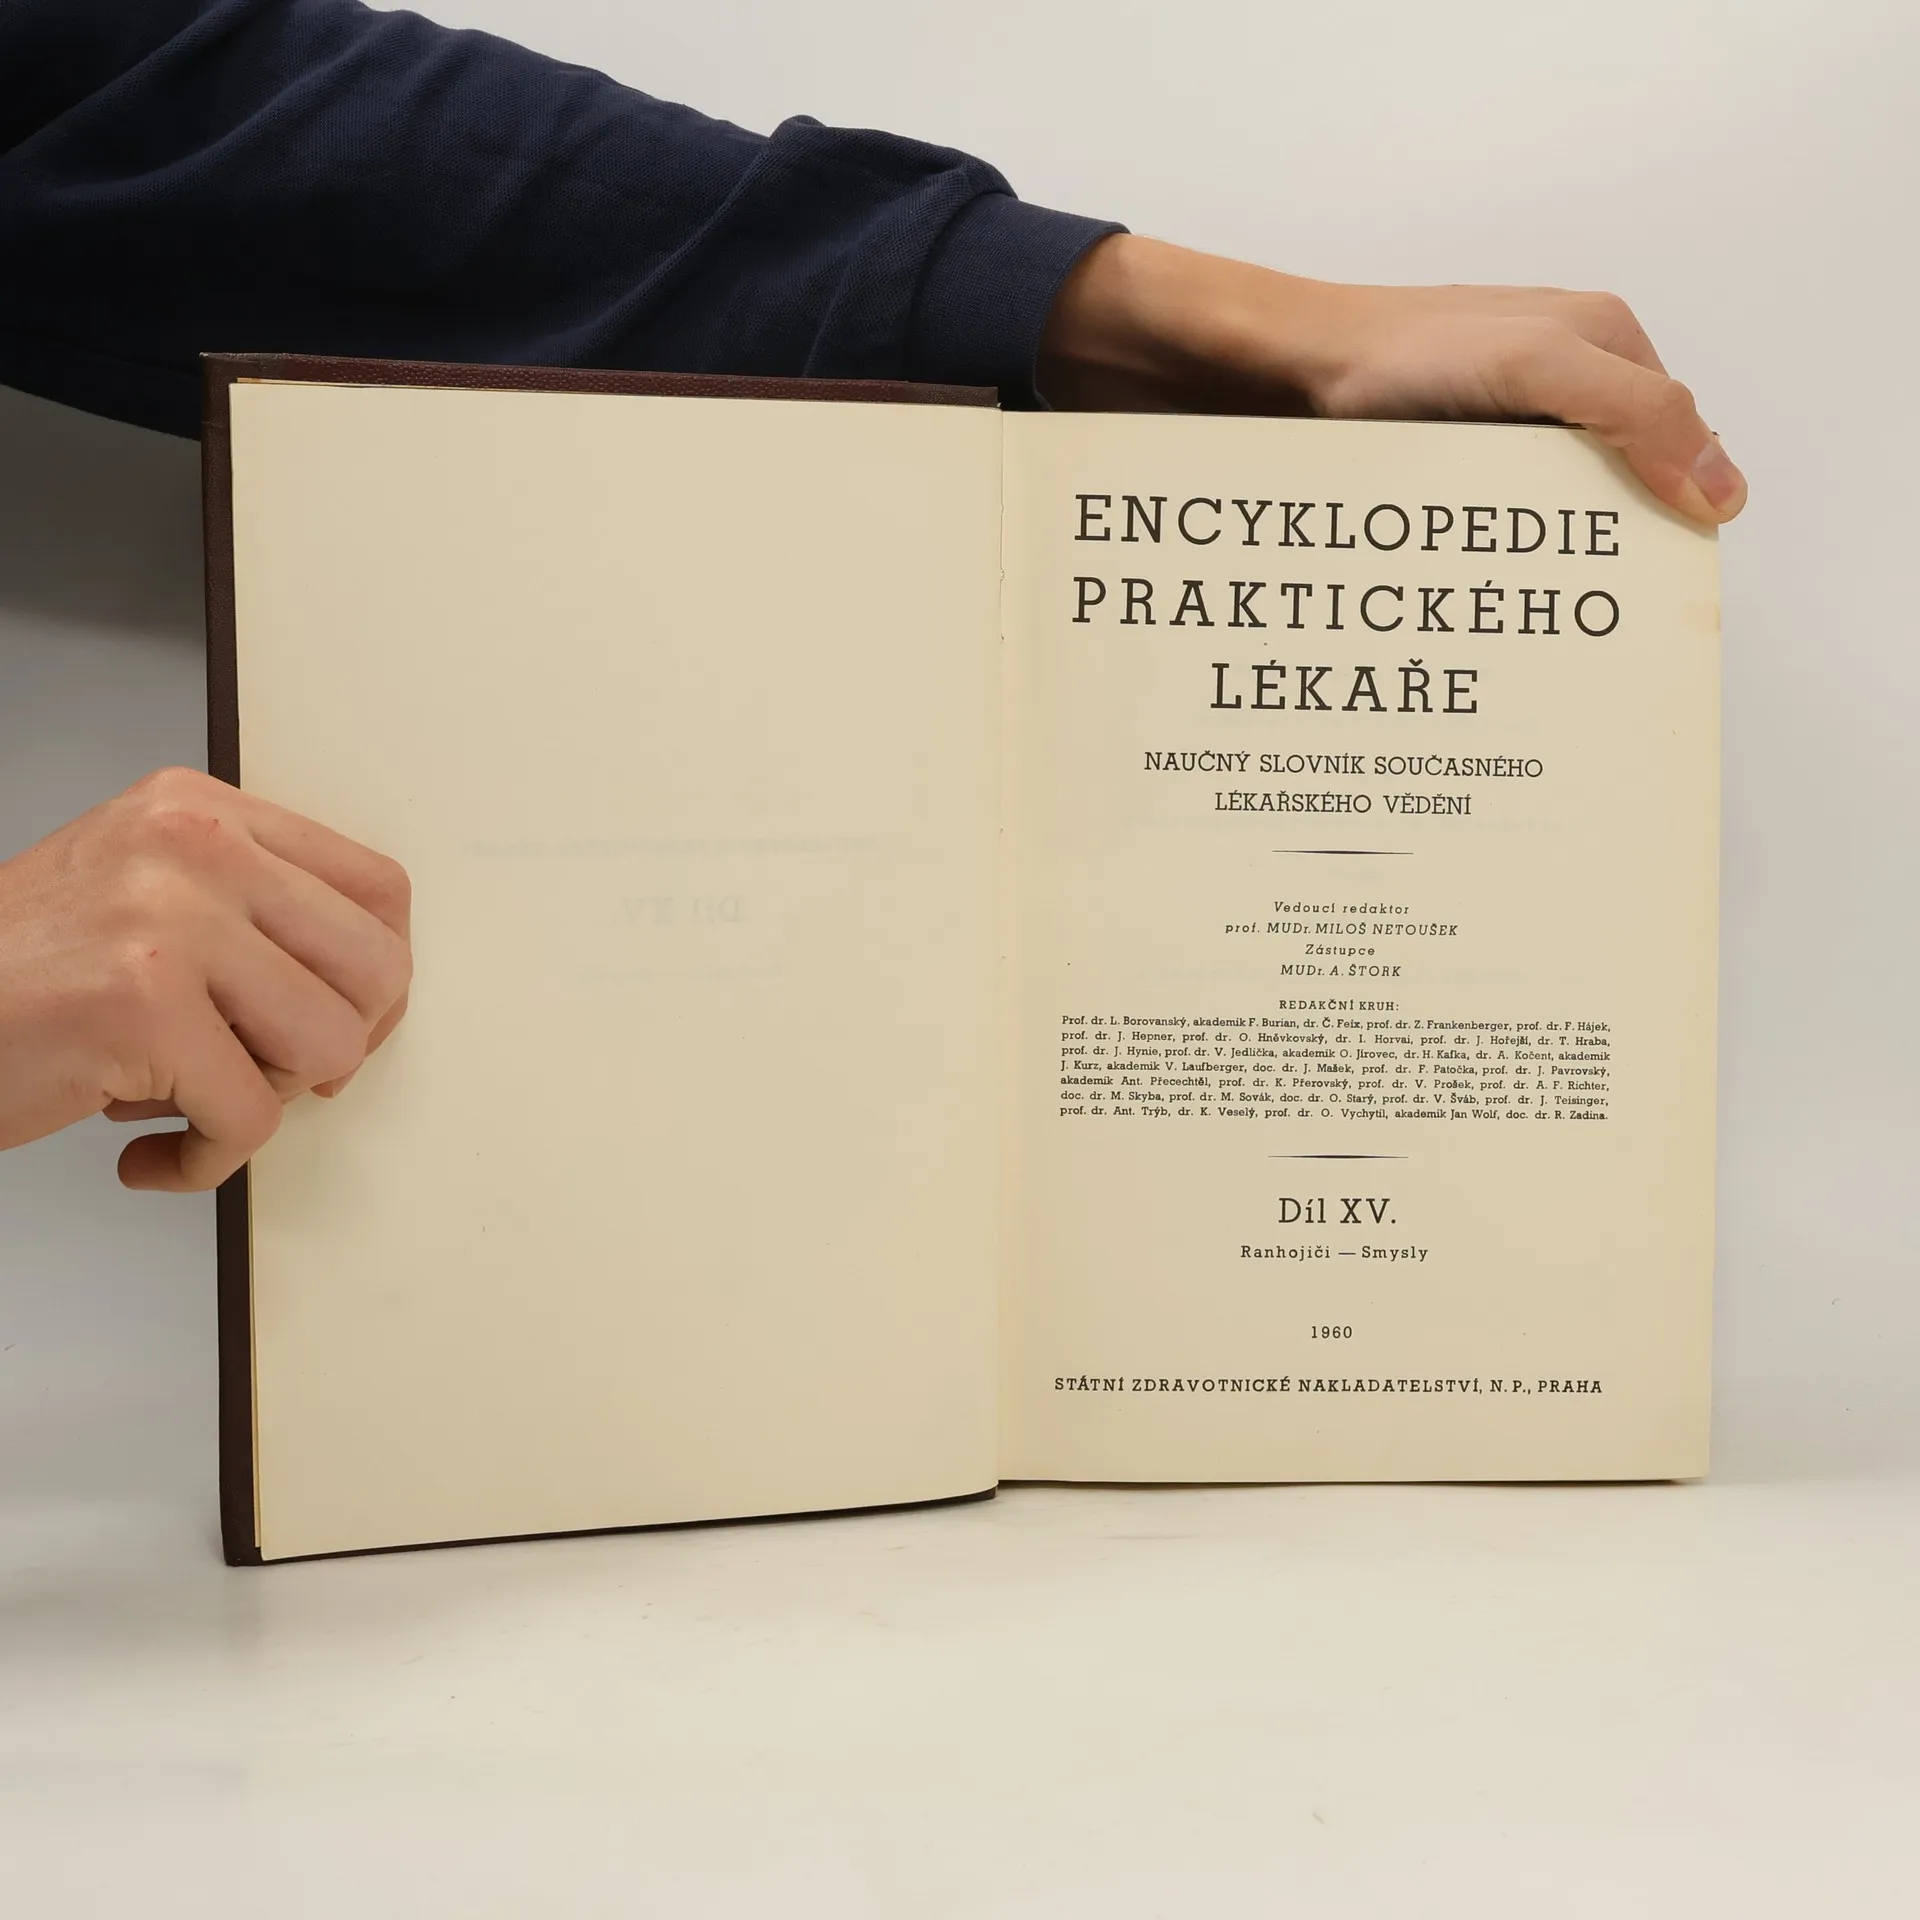 ENCYKLOPEDIE
PRAKTICKÉHO
LÉKAŘE
NAUČNÝ SLOVNÍK SOUČASNÉHO
LÉKAŘSKÉHO VĚDĚNÍ
Vedoucí redaktor
prof. MUDr. MILOŠ NETOUŠEK
Zástupce
MUDr. A. ŠTORK
REDAKČNÍ KRUH:
Prof. dr. L. Borovanský, akademik F. Burian, dr. Č. Feix, prof. dr. Z. Frankenberger, prof. dr. F. Hájek,
prof. dr. J. Hepner, prof. dr. O. Hněvkovský, dr. I. Horvai, prof. dr. J. Hořejší, dr. T. Hraba,
prof. dr. J. Hynie, prof. dr. V. Jedlička, akademik O. Jírovec, dr. H. Kafka, dr. A. Kočent, akademik
J. Kurz, akademik V. Laufberger, doc. dr. J. Mašek, prof. dr. F. Patočka, prof. dr. J. Pavrovský,
akademik Ant. Přecechtěl, prof. dr. K. Přerovský, prof. dr. V. Prošek, prof. dr. A. F. Richter,
doc. dr. M. Skyba, prof. dr. M. Sovák, doc. dr. O. Starý, prof. dr. V. Šváb, prof. dr. J. Teisinger,
prof. dr. Ant. Trýb, dr. K. Veselý, prof. dr. O. Vychytil, akademik Jan Wolf, doc. dr. R. Zadina.
Díl XV.
Ranhojiči — Smysly
1960
STÁTNÍ ZDRAVOTNICKÉ NAKLADATELSTVÍ, N. P., PRAHA